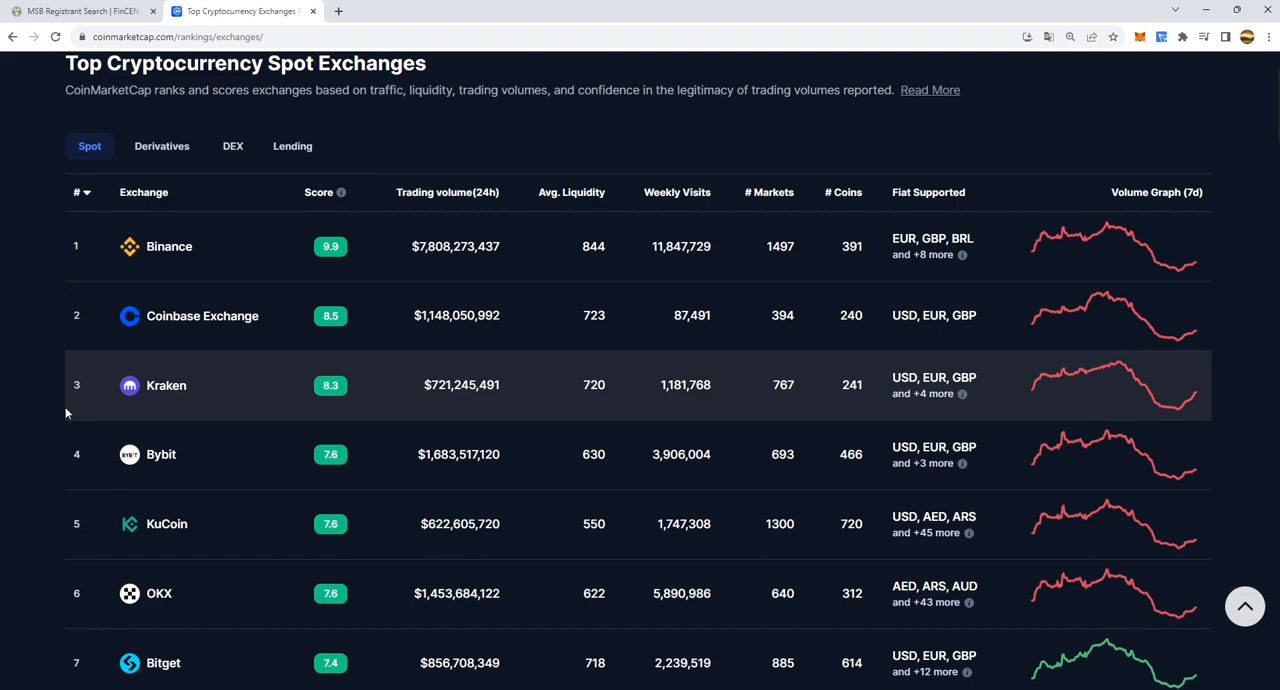 MSB Registrant Search | FinCEN
Top Cryptocurrency Exchanges R
coinmarketcap.com/rankings/exchanges/
Top Cryptocurrency Spot Exchanges
CoinMarketCap ranks and scores exchanges based on traffic, liquidity, trading volumes, and confidence in the legitimacy of trading volumes reported. Read More
Spot Derivatives DEX Lending
# Exchange Score Trading volume(24h) Avg. Liquidity Weekly Visits # Markets # Coins Fiat Supported Volume Graph (7d)
1 Binance 9.9 $7,808,273,437 844 11,847,729 1497 391 EUR, GBP, BRL
and +8 more
2 Coinbase Exchange 8.5 $1,148,050,992 723 87,491 394 240 USD, EUR, GBP
3 Kraken 8.3 $721,245,491 720 1,181,768 767 241 USD, EUR, GBP
and +4 more
4 BYBIT Bybit 7.6 $1,683,517,120 630 3,906,004 693 466 USD, EUR, GBP
and +3 more
5 KuCoin 7.6 $622,605,720 550 1,747,308 1300 720 USD, AED, ARS
and +45 more
6 OKX 7.6 $1,453,684,122 622 5,890,986 640 312 AED, ARS, AUD
and +43 more
7 Bitget 7.4 $856,708,349 718 2,239,519 885 614 USD, EUR, GBP
and +12 more